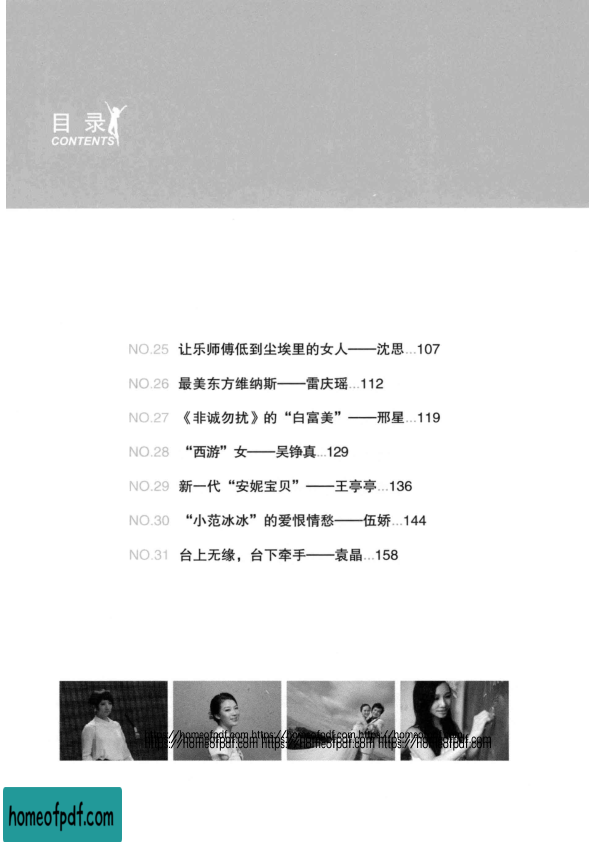 目 录
CONTENTS
NO.25 让乐师傅低到尘埃里的女人——沈思...107
NO.26 最美东方维纳斯——雷庆瑶...112
NO.27 《非诚勿扰》的“白富美”——邢星...119
NO.28 “西游”女——吴铮真...129
NO.29 新一代“安妮宝贝”——王亭亭...136
NO.30 “小范冰冰”的爱恨情愁——伍娇...144
NO.31 台上无缘，台下牵手——袁晶...158
https://homeofpdf.com https://homeofpdf.com https://homeofpdf.com
https://homeofpdf.com https://homeofpdf.com https://homeofpdf.com
homeofpdf.com